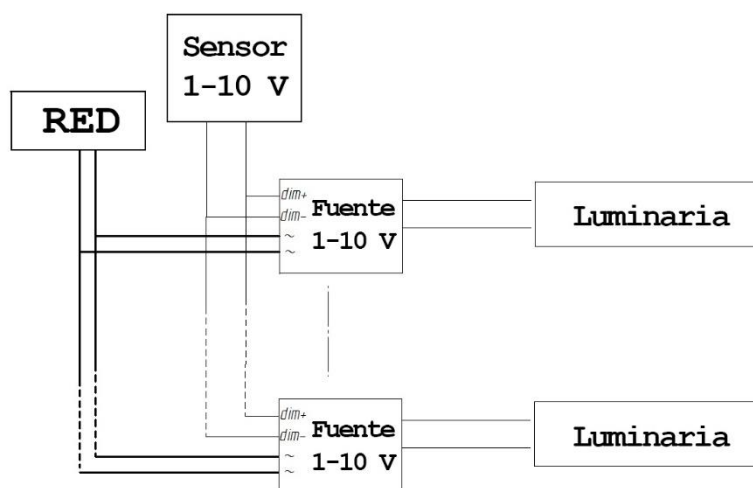 Sensor
1-10 V
RED
dim+
dim-
~
~
Fuente
1-10 V
Luminaria
dim+
dim-
~
~
Fuente
1-10 V
Luminaria